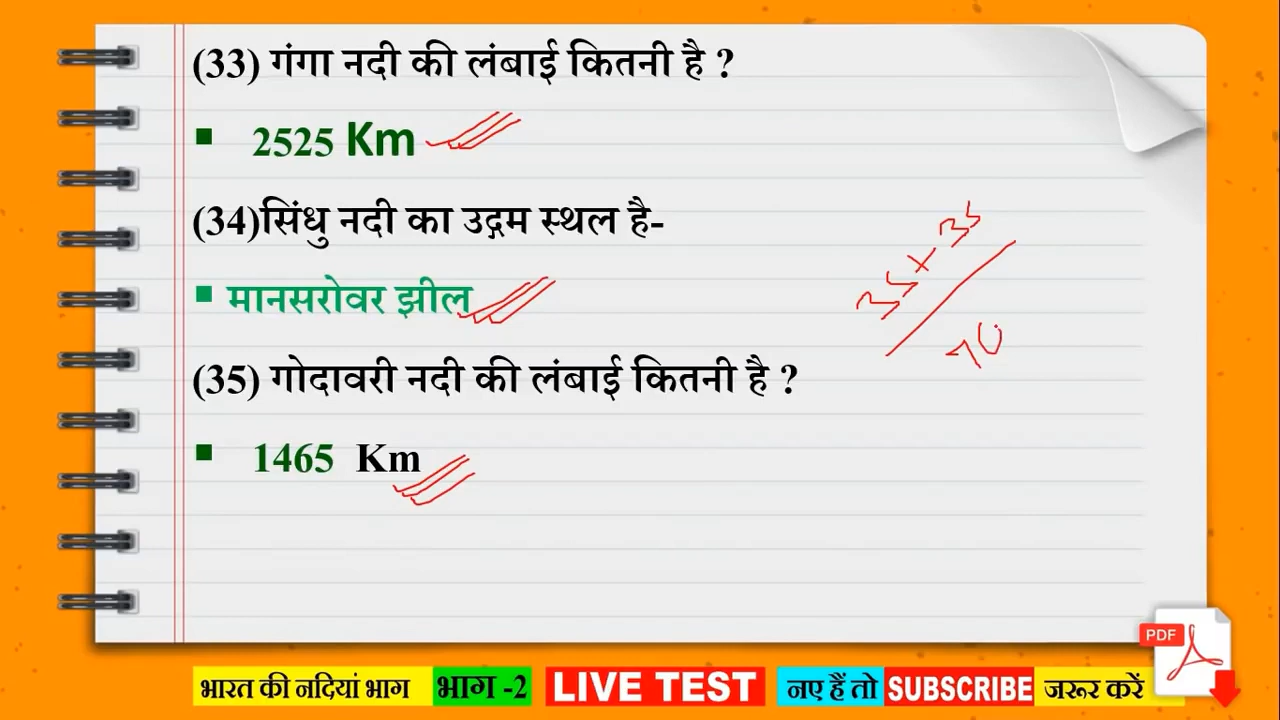 (33) गंगा नदी की लंबाई कितनी है ?
▪ 2525 Km
(34)सिंधु नदी का उद्गम स्थल है-
▪ मानसरोवर झील
35 + 35
70
(35) गोदावरी नदी की लंबाई कितनी है ?
▪ 1465 Km
PDF
भारत की नदियां भाग भाग -2 LIVE TEST नए हैं तो SUBSCRIBE जरूर करें